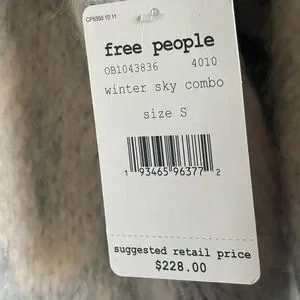 CP6350 10 11
free people
OB1043836 4010
winter sky combo
size S
1 93465 96377 2
suggested retail price
$228.00